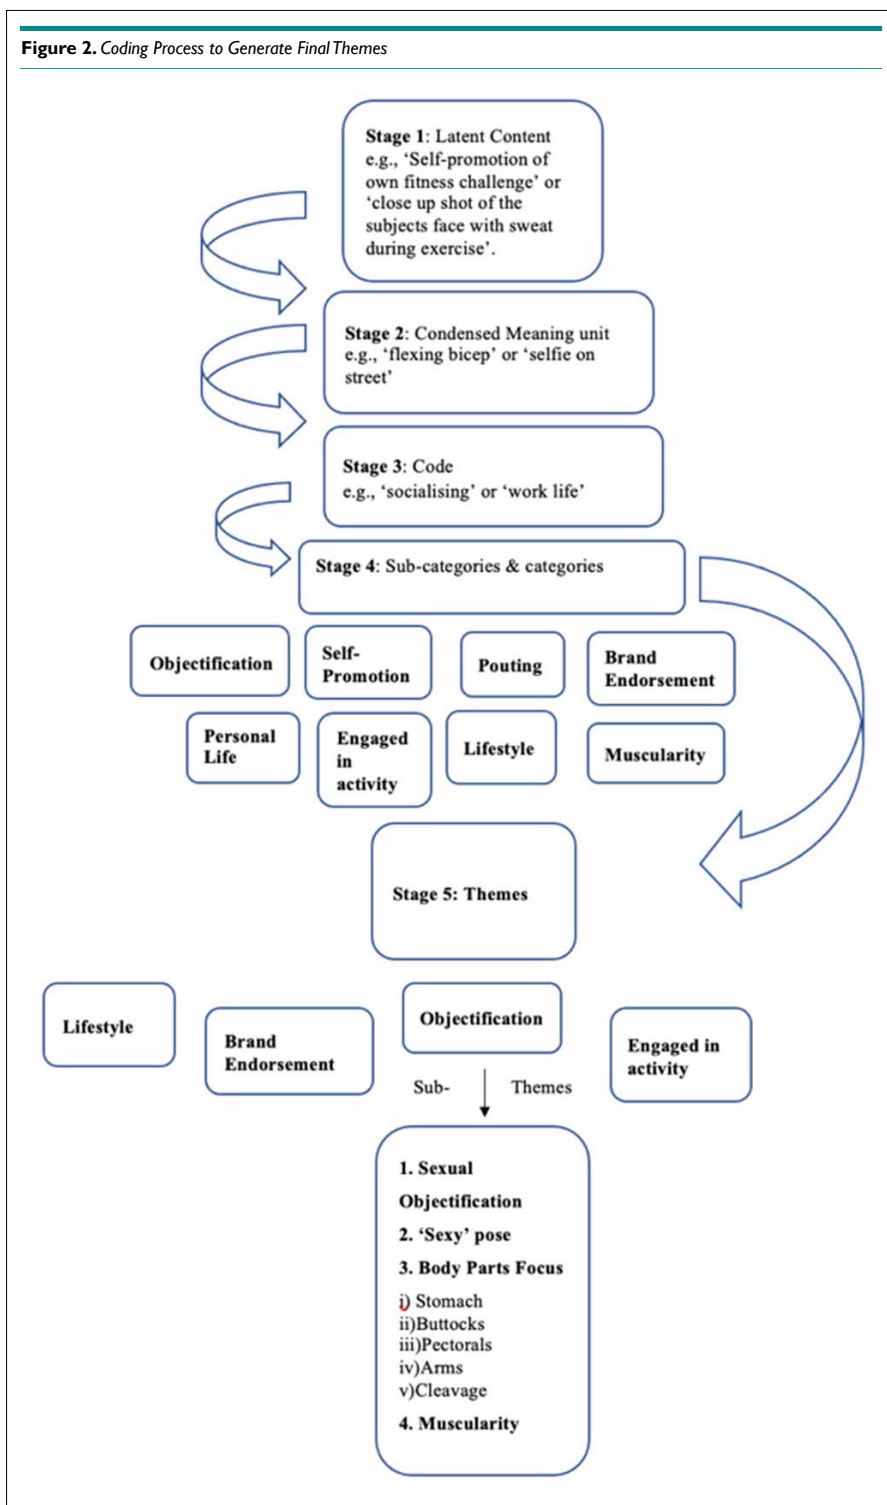 Figure 2. Coding Process to Generate Final Themes
Stage 1: Latent Content
e.g., ‘Self-promotion of
own fitness challenge’ or
‘close up shot of the
subjects face with sweat
during exercise’.
Stage 2: Condensed Meaning unit
e.g., ‘flexing bicep’ or ‘selfie on
street’
Stage 3: Code
e.g., ‘socialising’ or ‘work life’
Stage 4: Sub-categories & categories
Objectification
Self-
Promotion
Pouting
Brand
Endorsement
Personal
Life
Engaged
in
activity
Lifestyle
Muscularity
Stage 5: Themes
Lifestyle
Brand
Endorsement
Objectification
Engaged in
activity
Sub- Themes
1. Sexual
Objectification
2. ‘Sexy’ pose
3. Body Parts Focus
i) Stomach
ii)Buttocks
iii)Pectorals
iv)Arms
v)Cleavage
4. Muscularity